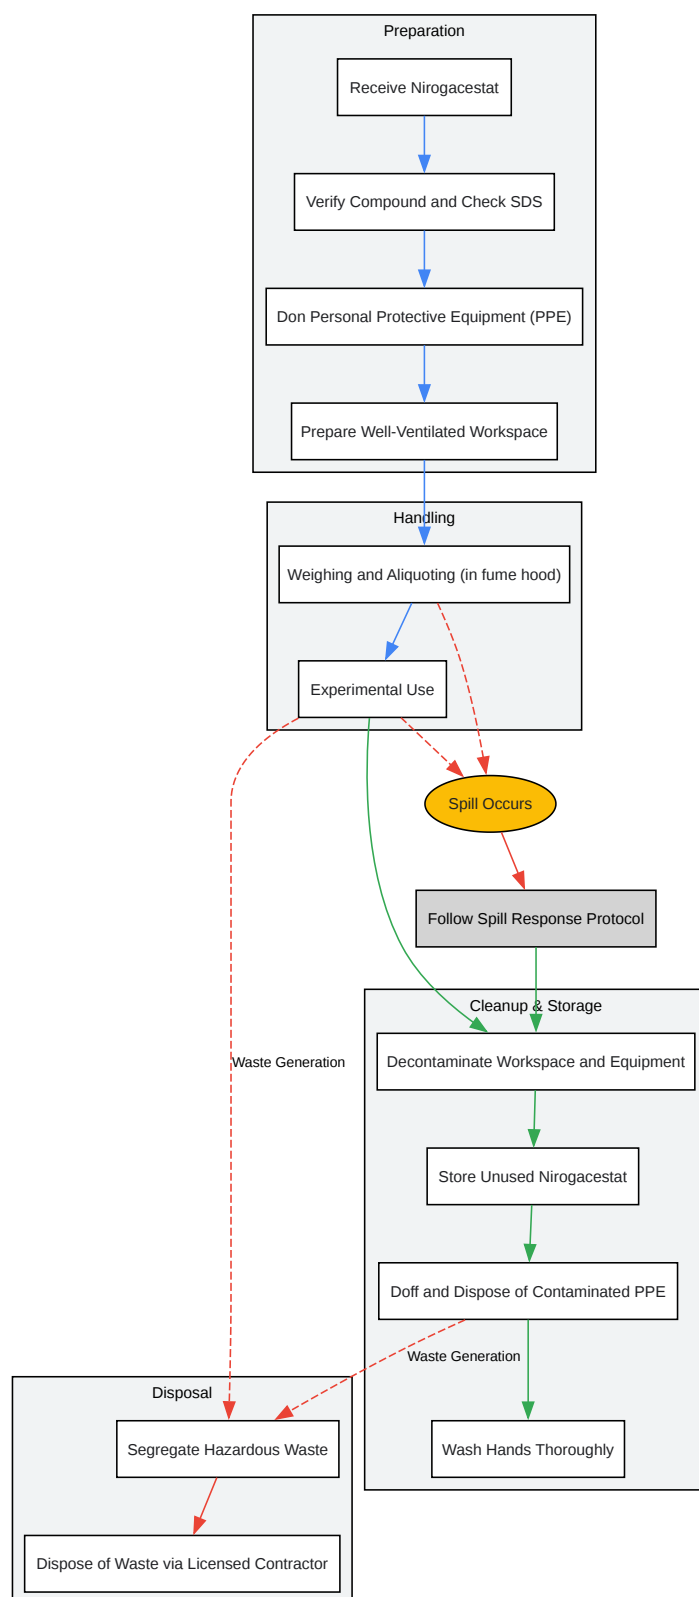 Preparation
Receive Nirogacestat
Verify Compound and Check SDS
Don Personal Protective Equipment (PPE)
Prepare Well-Ventilated Workspace
Handling
Weighing and Aliquoting (in fume hood)
Experimental Use
Spill Occurs
Follow Spill Response Protocol
Cleanup & Storage
Decontaminate Workspace and Equipment
Waste Generation
Store Unused Nirogacestat
Doff and Dispose of Contaminated PPE
Waste Generation
Disposal
Segregate Hazardous Waste
Wash Hands Thoroughly
Dispose of Waste via Licensed Contractor